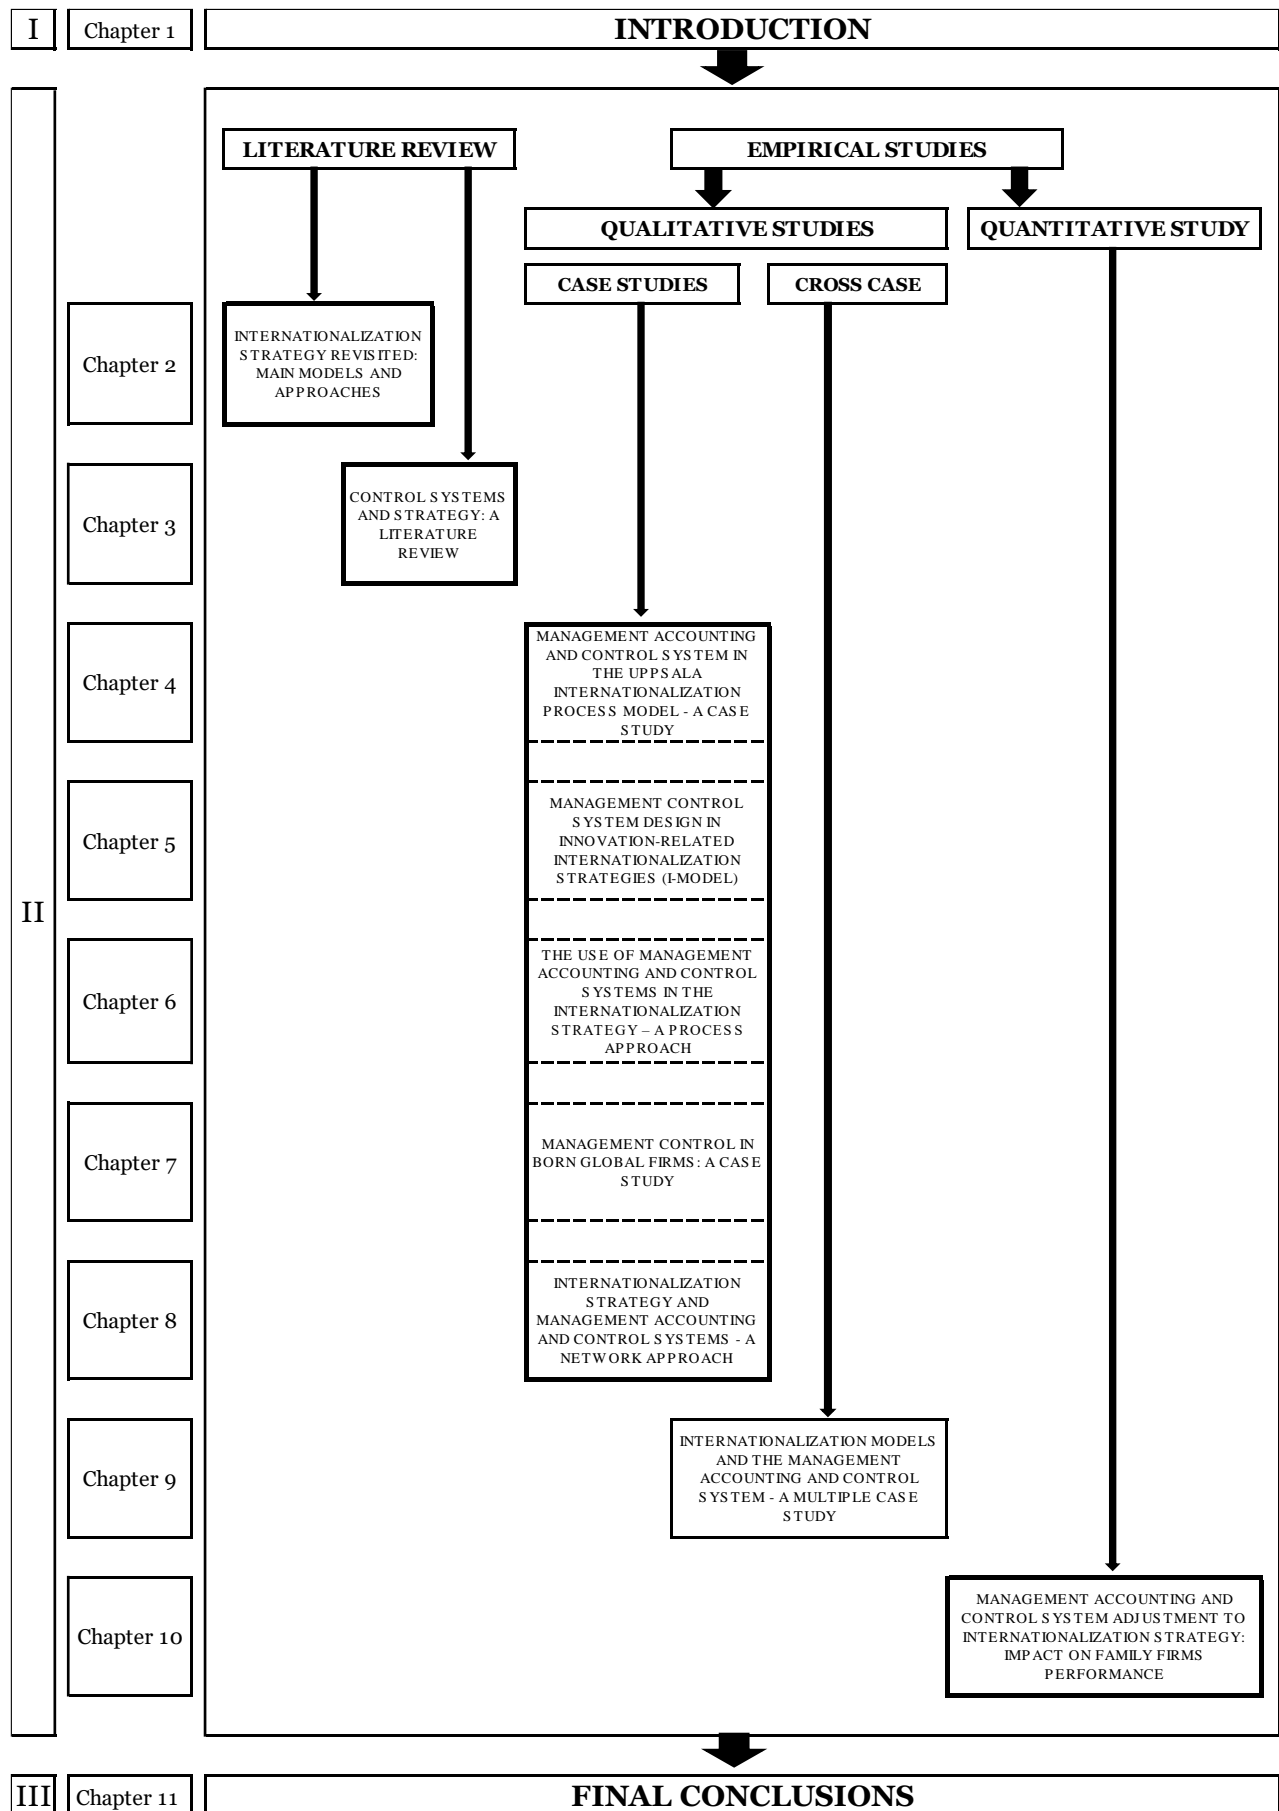 I
Chapter 1
INTRODUCTION
LITERATURE REVIEW
EMPIRICAL STUDIES
QUALITATIVE STUDIES
QUANTITATIVE STUDY
CASE STUDIES
CROSS CASE
II
Chapter 2
INTERNATIONALIZATION
STRATEGY REVISITED:
MAIN MODELS AND
APPROACHES
Chapter 3
CONTROL SYSTEMS
AND STRATEGY: A
LITERATURE
REVIEW
Chapter 4
MANAGEMENT ACCOUNTING
AND CONTROL SYSTEM IN
THE UPPSALA
INTERNATIONALIZATION
PROCESS MODEL - A CASE
STUDY
Chapter 5
MANAGEMENT CONTROL
SYSTEM DESIGN IN
INNOVATION-RELATED
INTERNATIONALIZATION
STRATEGIES (I-MODEL)
Chapter 6
THE USE OF MANAGEMENT
ACCOUNTING AND CONTROL
SYSTEMS IN THE
INTERNATIONALIZATION
STRATEGY – A PROCESS
APPROACH
Chapter 7
MANAGEMENT CONTROL IN
BORN GLOBAL FIRMS: A CASE
STUDY
Chapter 8
INTERNATIONALIZATION
STRATEGY AND
MANAGEMENT ACCOUNTING
AND CONTROL SYSTEMS - A
NETWORK APPROACH
Chapter 9
INTERNATIONALIZATION MODELS
AND THE MANAGEMENT
ACCOUNTING AND CONTROL
SYSTEM - A MULTIPLE CASE
STUDY
Chapter 10
MANAGEMENT ACCOUNTING AND
CONTROL SYSTEM ADJUSTMENT TO
INTERNATIONALIZATION STRATEGY:
IMPACT ON FAMILY FIRMS
PERFORMANCE
III
Chapter 11
FINAL CONCLUSIONS